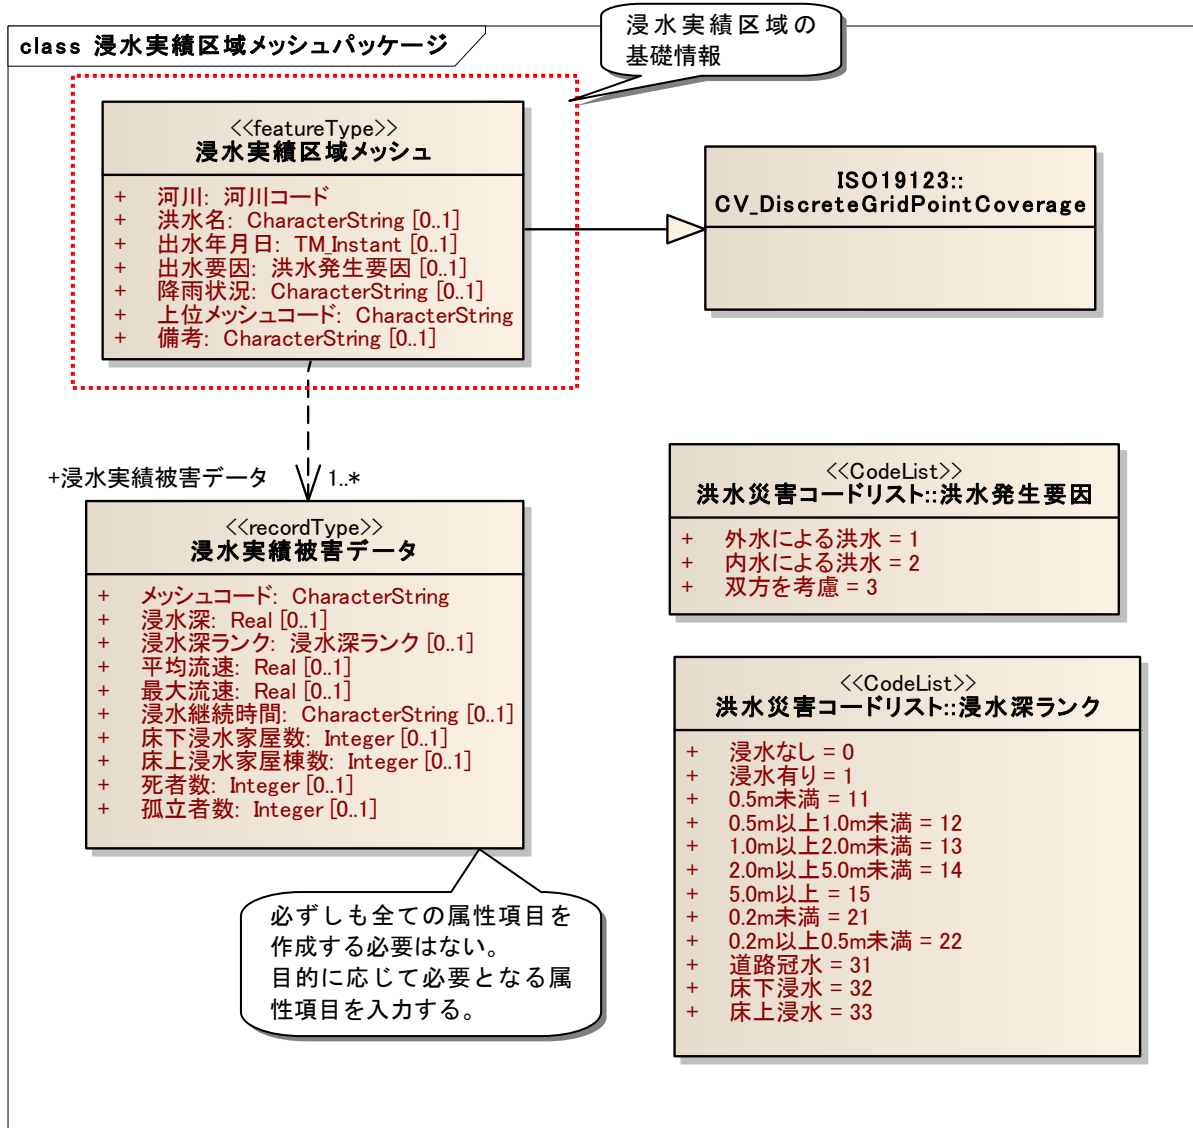 class 浸水実績区域メッシュパッケージ
浸水実績区域の
基礎情報
<<featureType>>
浸水実績区域メッシュ
+ 河川: 河川コード
+ 洪水名: CharacterString [0..1]
+ 出水年月日: TM_Instant [0..1]
+ 出水要因: 洪水発生要因 [0..1]
+ 降雨状況: CharacterString [0..1]
+ 上位メッシュコード: CharacterString
+ 備考: CharacterString [0..1]
ISO19123::
CV_DiscreteGridPointCoverage
+浸水実績被害データ 1..*
<<recordType>>
浸水実績被害データ
+ メッシュコード: CharacterString
+ 浸水深: Real [0..1]
+ 浸水深ランク: 浸水深ランク [0..1]
+ 平均流速: Real [0..1]
+ 最大流速: Real [0..1]
+ 浸水継続時間: CharacterString [0..1]
+ 床下浸水家屋数: Integer [0..1]
+ 床上浸水家屋棟数: Integer [0..1]
+ 死者数: Integer [0..1]
+ 孤立者数: Integer [0..1]
必ずしも全ての属性項目を
作成する必要はない。
目的に応じて必要となる属
性項目を入力する。
<<CodeList>>
洪水災害コードリスト::洪水発生要因
+ 外水による洪水 = 1
+ 内水による洪水 = 2
+ 双方を考慮 = 3
<<CodeList>>
洪水災害コードリスト::浸水深ランク
+ 浸水なし = 0
+ 浸水有り = 1
+ 0.5m未満 = 11
+ 0.5m以上1.0m未満 = 12
+ 1.0m以上2.0m未満 = 13
+ 2.0m以上5.0m未満 = 14
+ 5.0m以上 = 15
+ 0.2m未満 = 21
+ 0.2m以上0.5m未満 = 22
+ 道路冠水 = 31
+ 床下浸水 = 32
+ 床上浸水 = 33